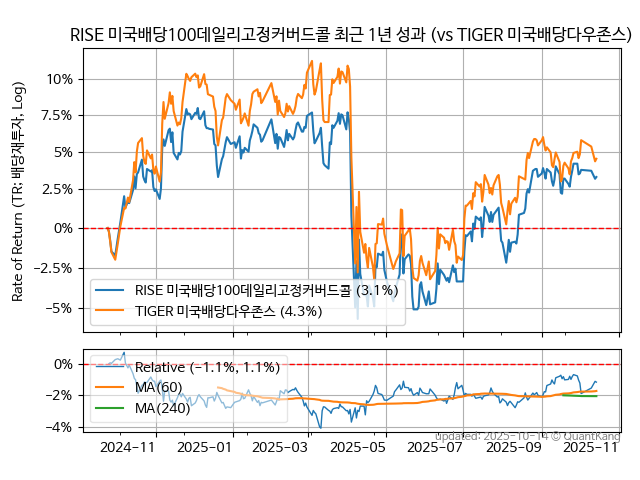 RISE 미국배당100데일리고정커버드콜 최근 1년 성과 (vs TIGER 미국배당다우존스)
Rate of Return (TR: 배당재투자, Log)
10%
7.5%
5%
2.5%
0%
−2.5%
−5%
RISE 미국배당100데일리고정커버드콜 (3.1%)
TIGER 미국배당다우존스 (4.3%)
0%
−2%
−4%
Relative (−1.1%, 1.1%)
MA(60)
MA(240)
updated: 2025-10-14 © QuantKang
2024−11
2025−01
2025−03
2025−05
2025−07
2025−09
2025−11